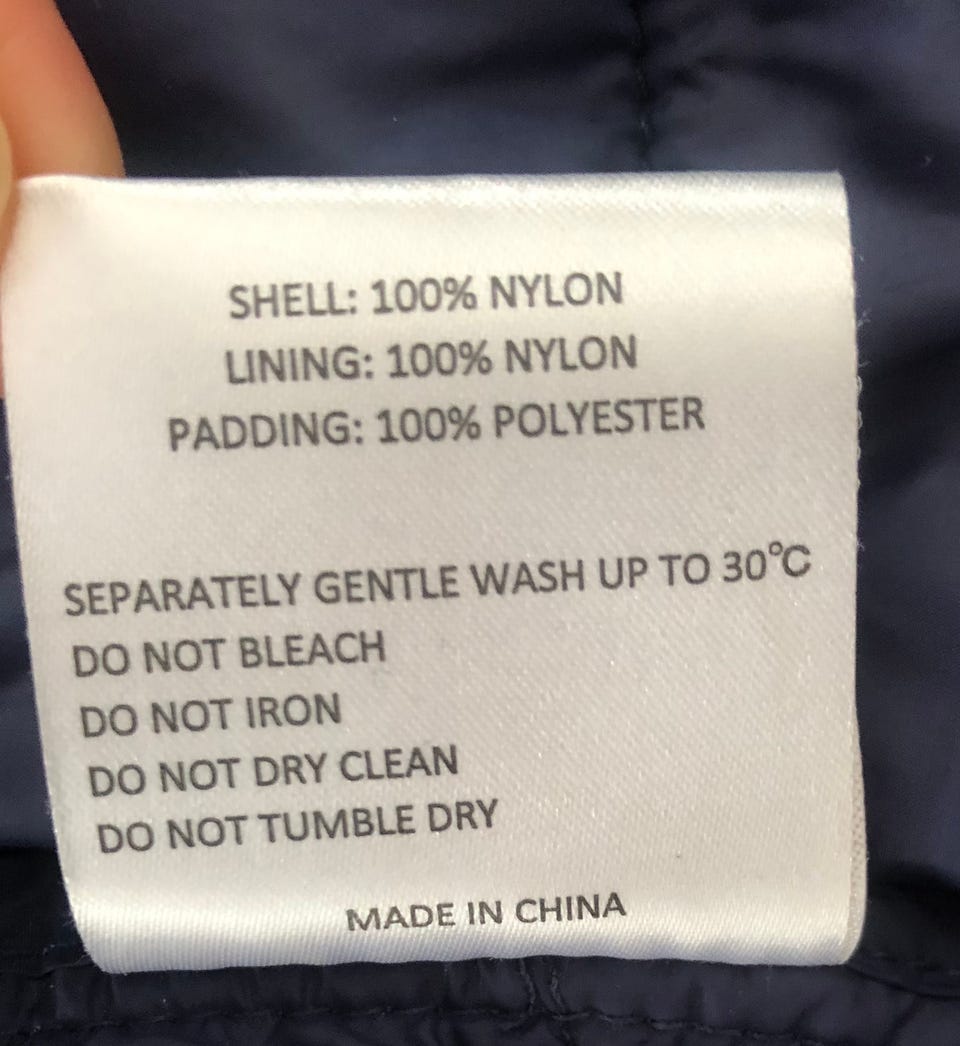 SHELL: 100% NYLON
LINING: 100% NYLON
PADDING: 100% POLYESTER
SEPARATELY GENTLE WASH UP TO 30℃
DO NOT BLEACH
DO NOT IRON
DO NOT DRY CLEAN
DO NOT TUMBLE DRY
MADE IN CHINA